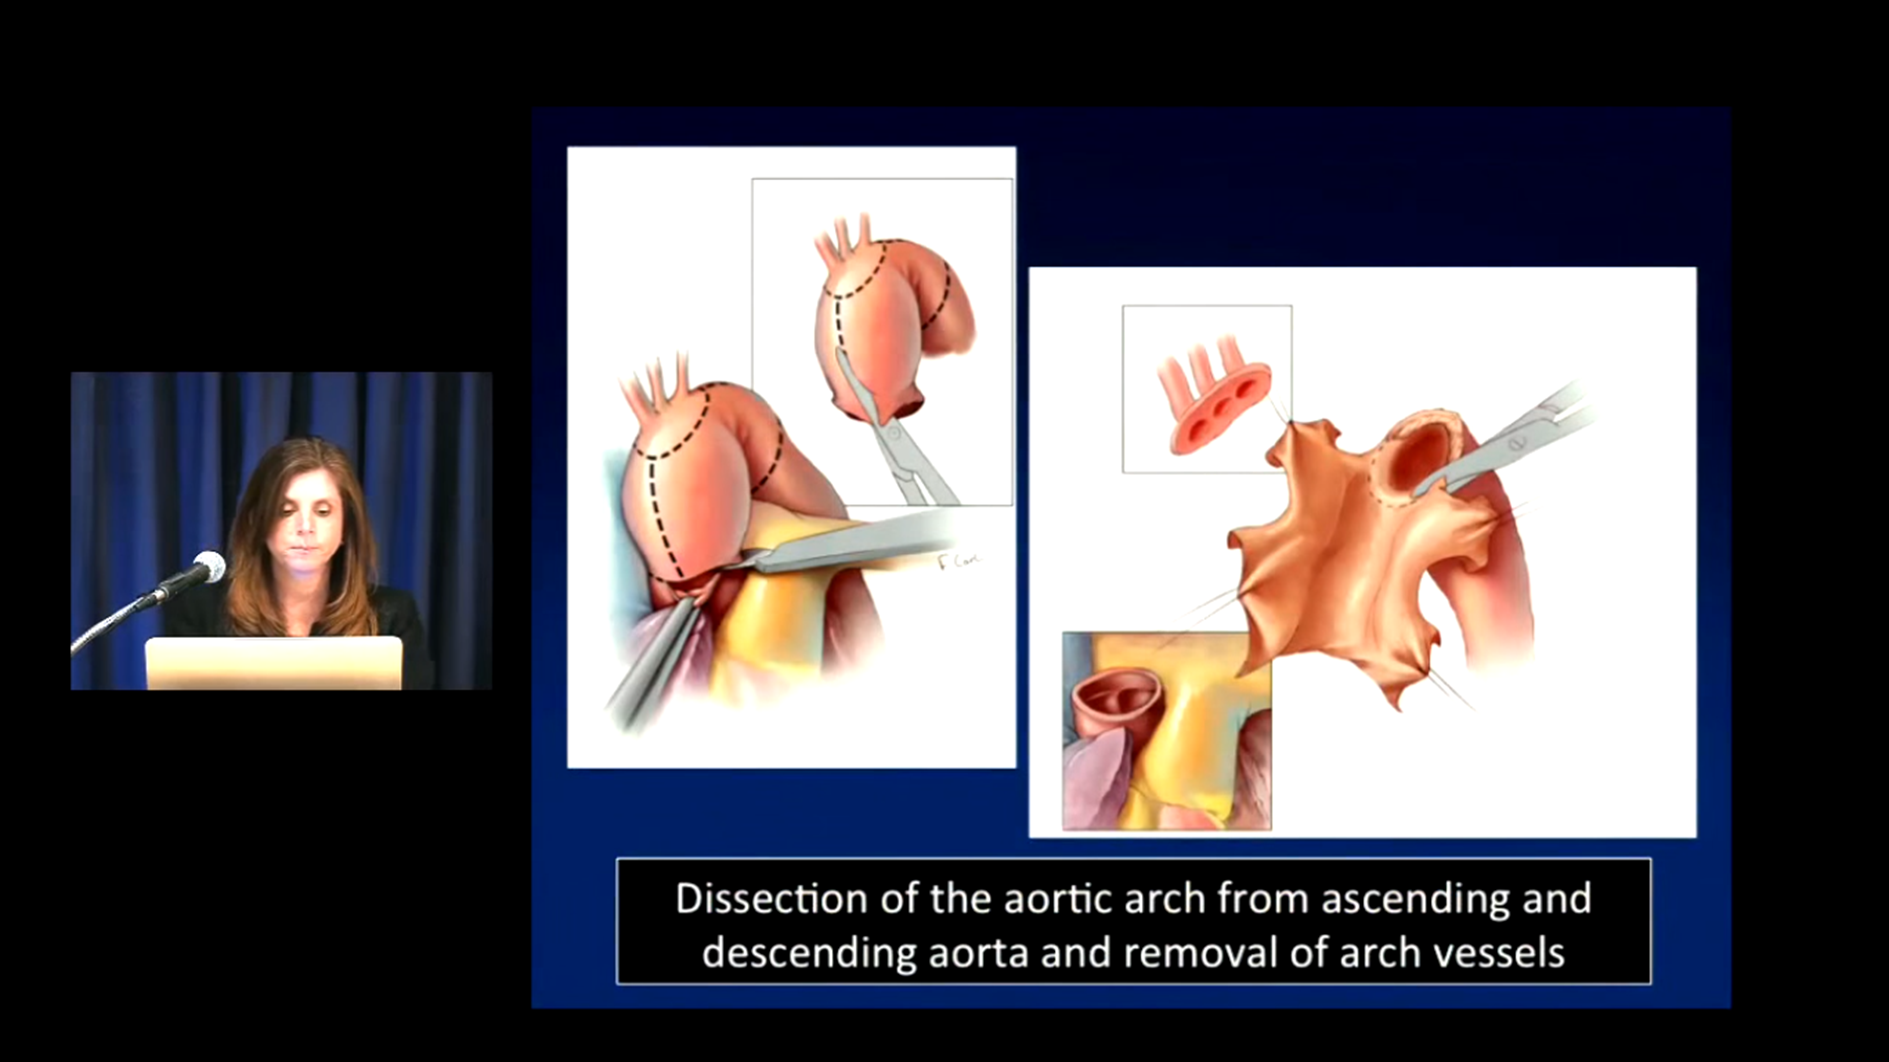 Dissection of the aortic arch from ascending and
descending aorta and removal of arch vessels